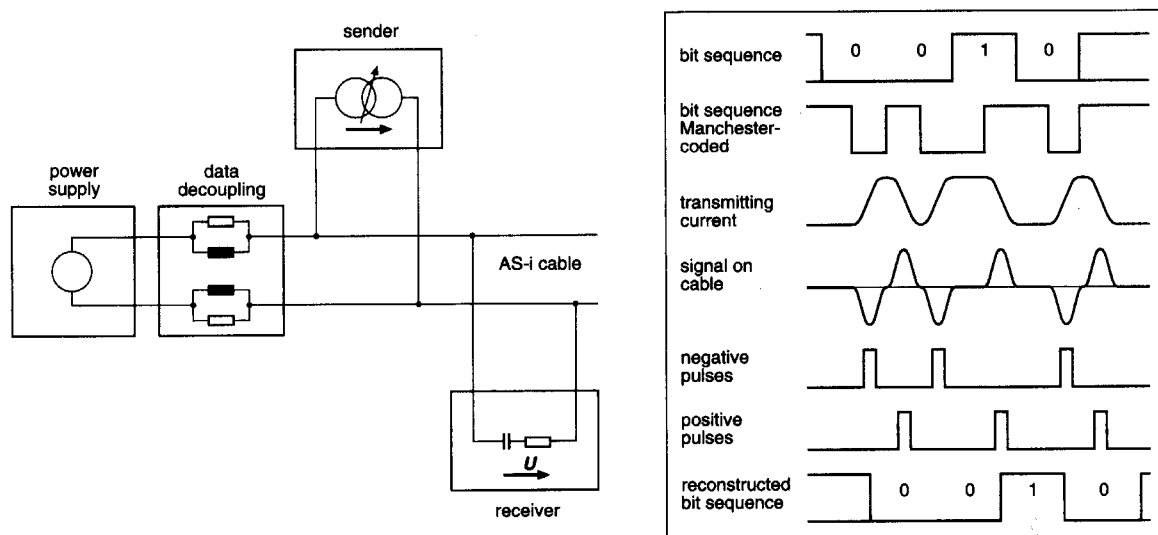 sender
power
supply
data
decoupling
AS-i cable
U
receiver
bit sequence
0 0 1 0
bit sequence
Manchester-
coded
transmitting
current
signal on
cable
negative
pulses
positive
pulses
reconstructed
bit sequence
0 0 1 0